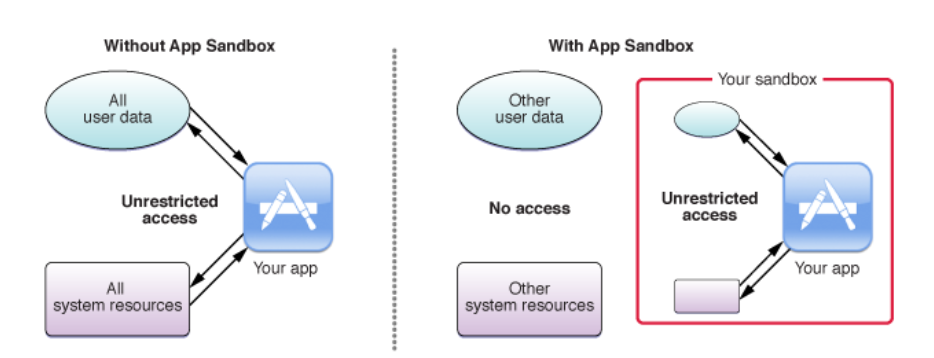 Without App Sandbox
All
user data
Unrestricted
access
Your app
All
system resources
With App Sandbox
Other
user data
No access
Other
system resources
Your sandbox
Unrestricted
access
Your app